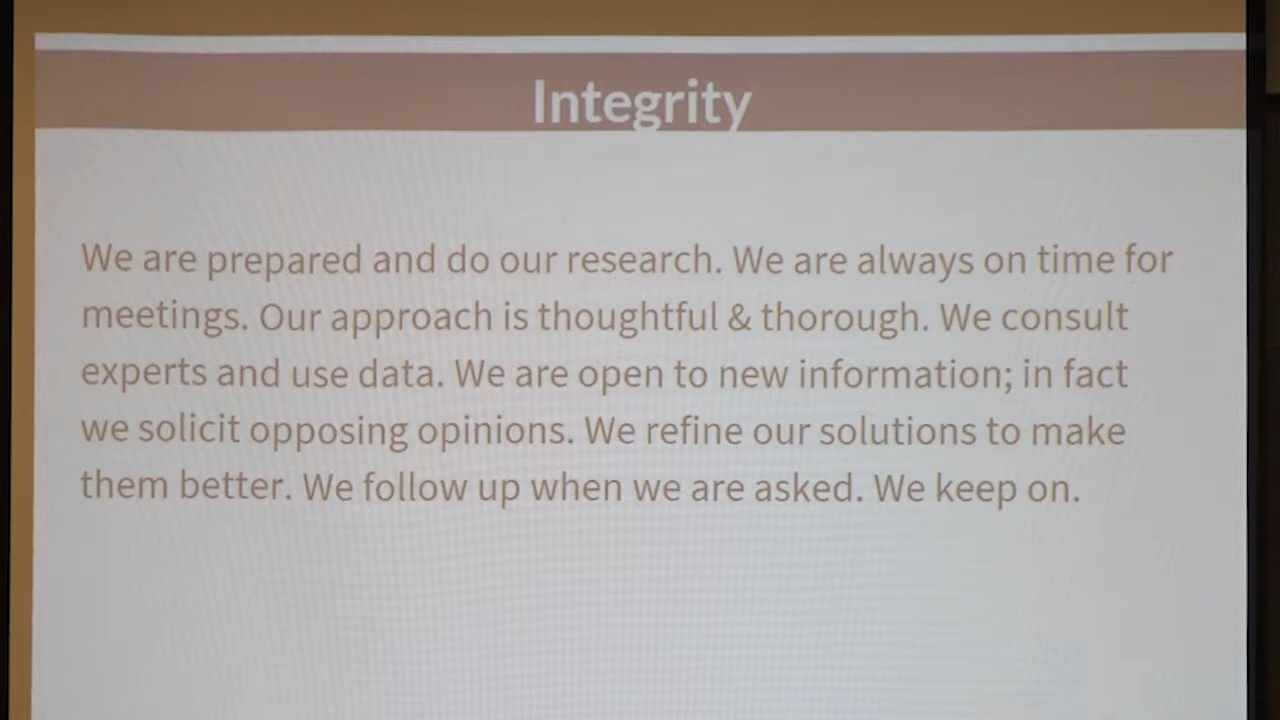 Integrity
We are prepared and do our research. We are always on time for
meetings. Our approach is thoughtful & thorough. We consult
experts and use data. We are open to new information; in fact
we solicit opposing opinions. We refine our solutions to make
them better. We follow up when we are asked. We keep on.